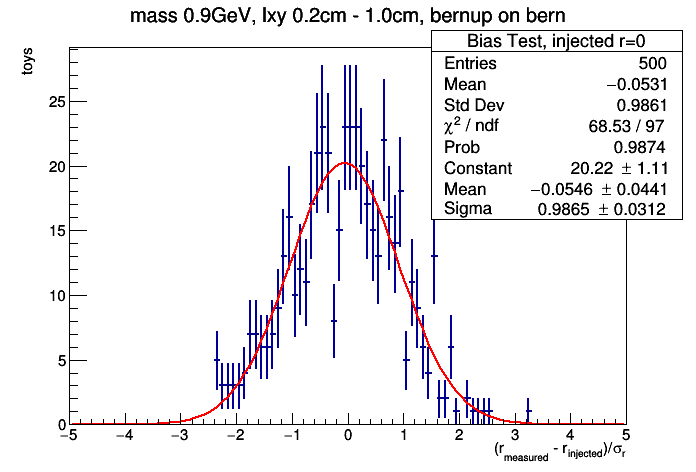 mass 0.9GeV, lxy 0.2cm - 1.0cm, bernup on bern
toys
Bias Test, injected r=0
Entries 500
Mean −0.0531
Std Dev 0.9861
χ² / ndf 68.53 / 97
Prob 0.9874
Constant 20.22 ± 1.11
Mean −0.0546 ± 0.0441
Sigma 0.9865 ± 0.0312
25
20
15
10
5
0
−5 −4 −3 −2 −1 0 1 2 3 4 5
(r_measured - r_injected)/σ_r